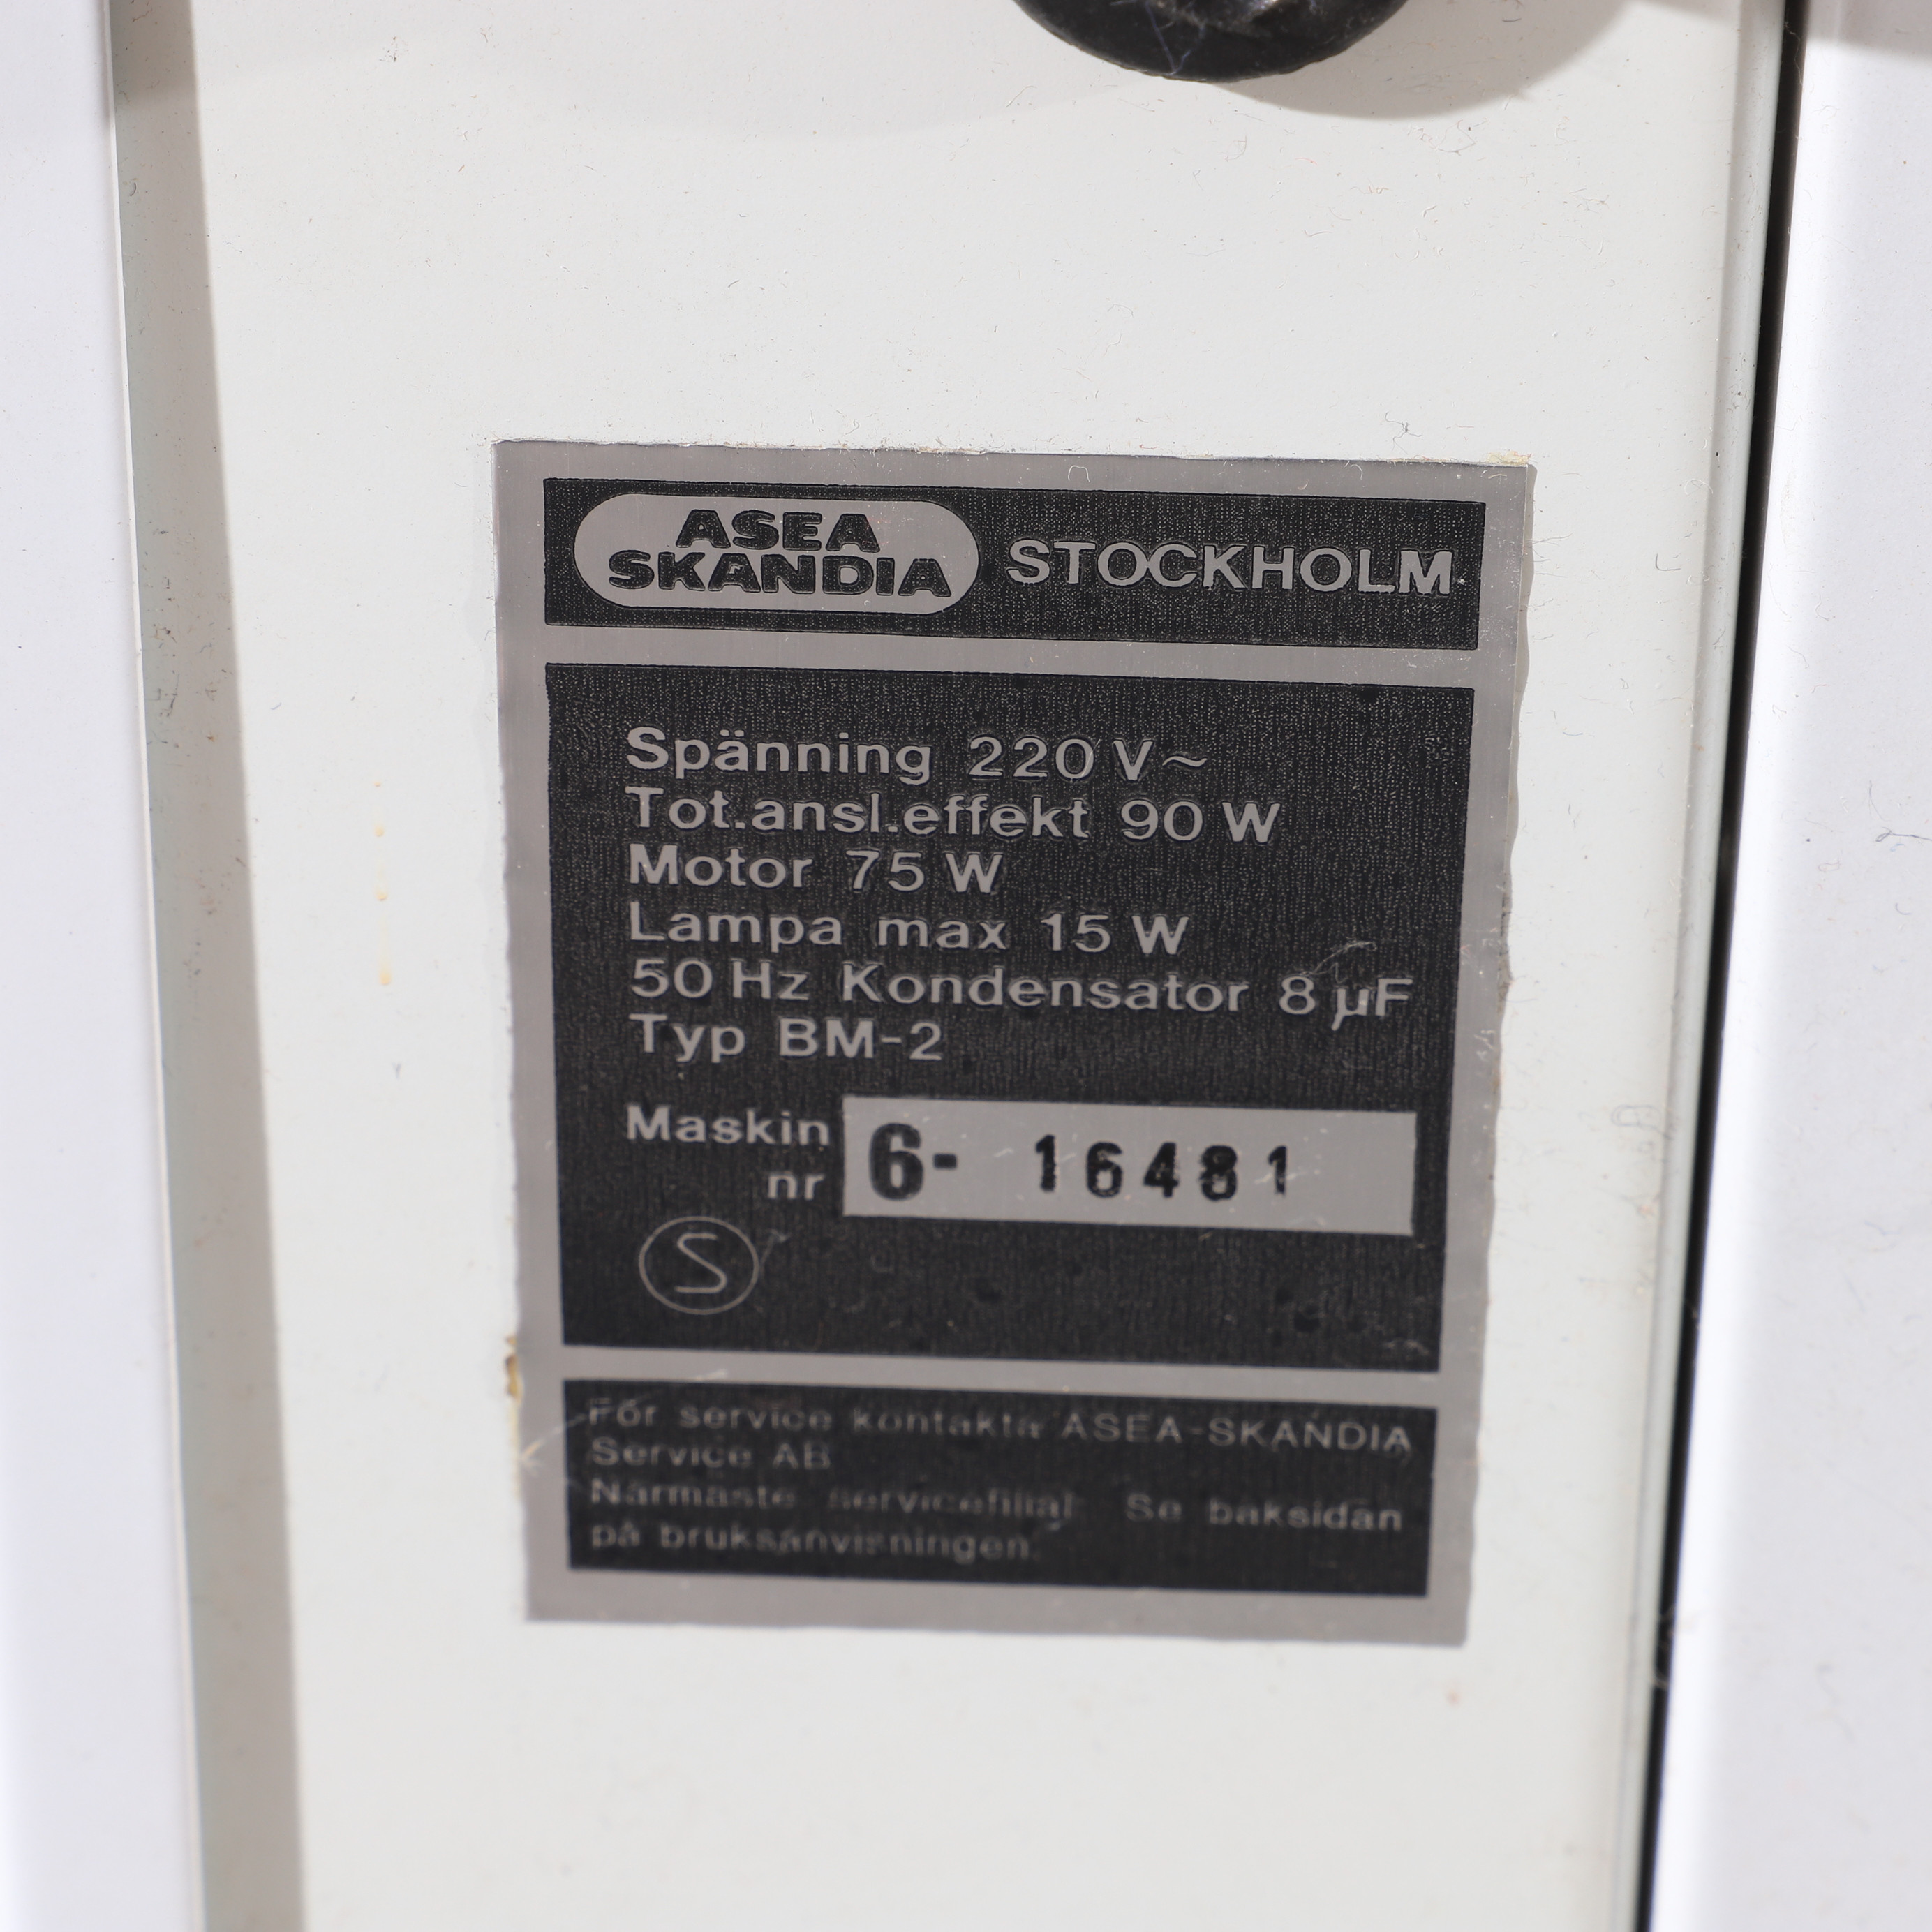 ASEA
SKANDIA STOCKHOLM
Spänning 220 V~
Tot.ansl.effekt 90 W
Motor 75 W
Lampa max 15 W
50 Hz Kondensator 8 µF
Typ BM-2
Maskin
nr 6- 16481
S
För service kontakta ASEA-SKANDIA
Service AB
Närmaste servicefilial: Se baksidan
på bruksanvisningen.